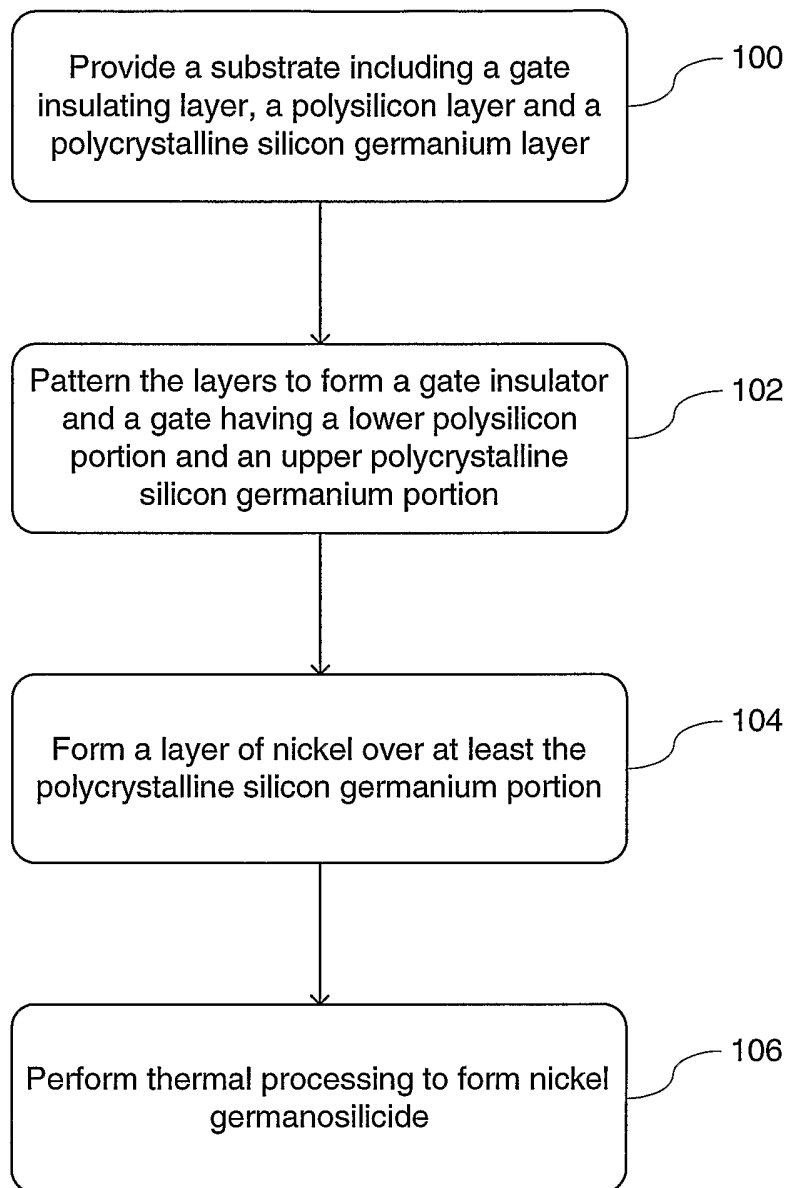 Provide a substrate including a gate
insulating layer, a polysilicon layer and a
polycrystalline silicon germanium layer
100
Pattern the layers to form a gate insulator
and a gate having a lower polysilicon
portion and an upper polycrystalline
silicon germanium portion
102
Form a layer of nickel over at least the
polycrystalline silicon germanium portion
104
Perform thermal processing to form nickel
germanosilicide
106